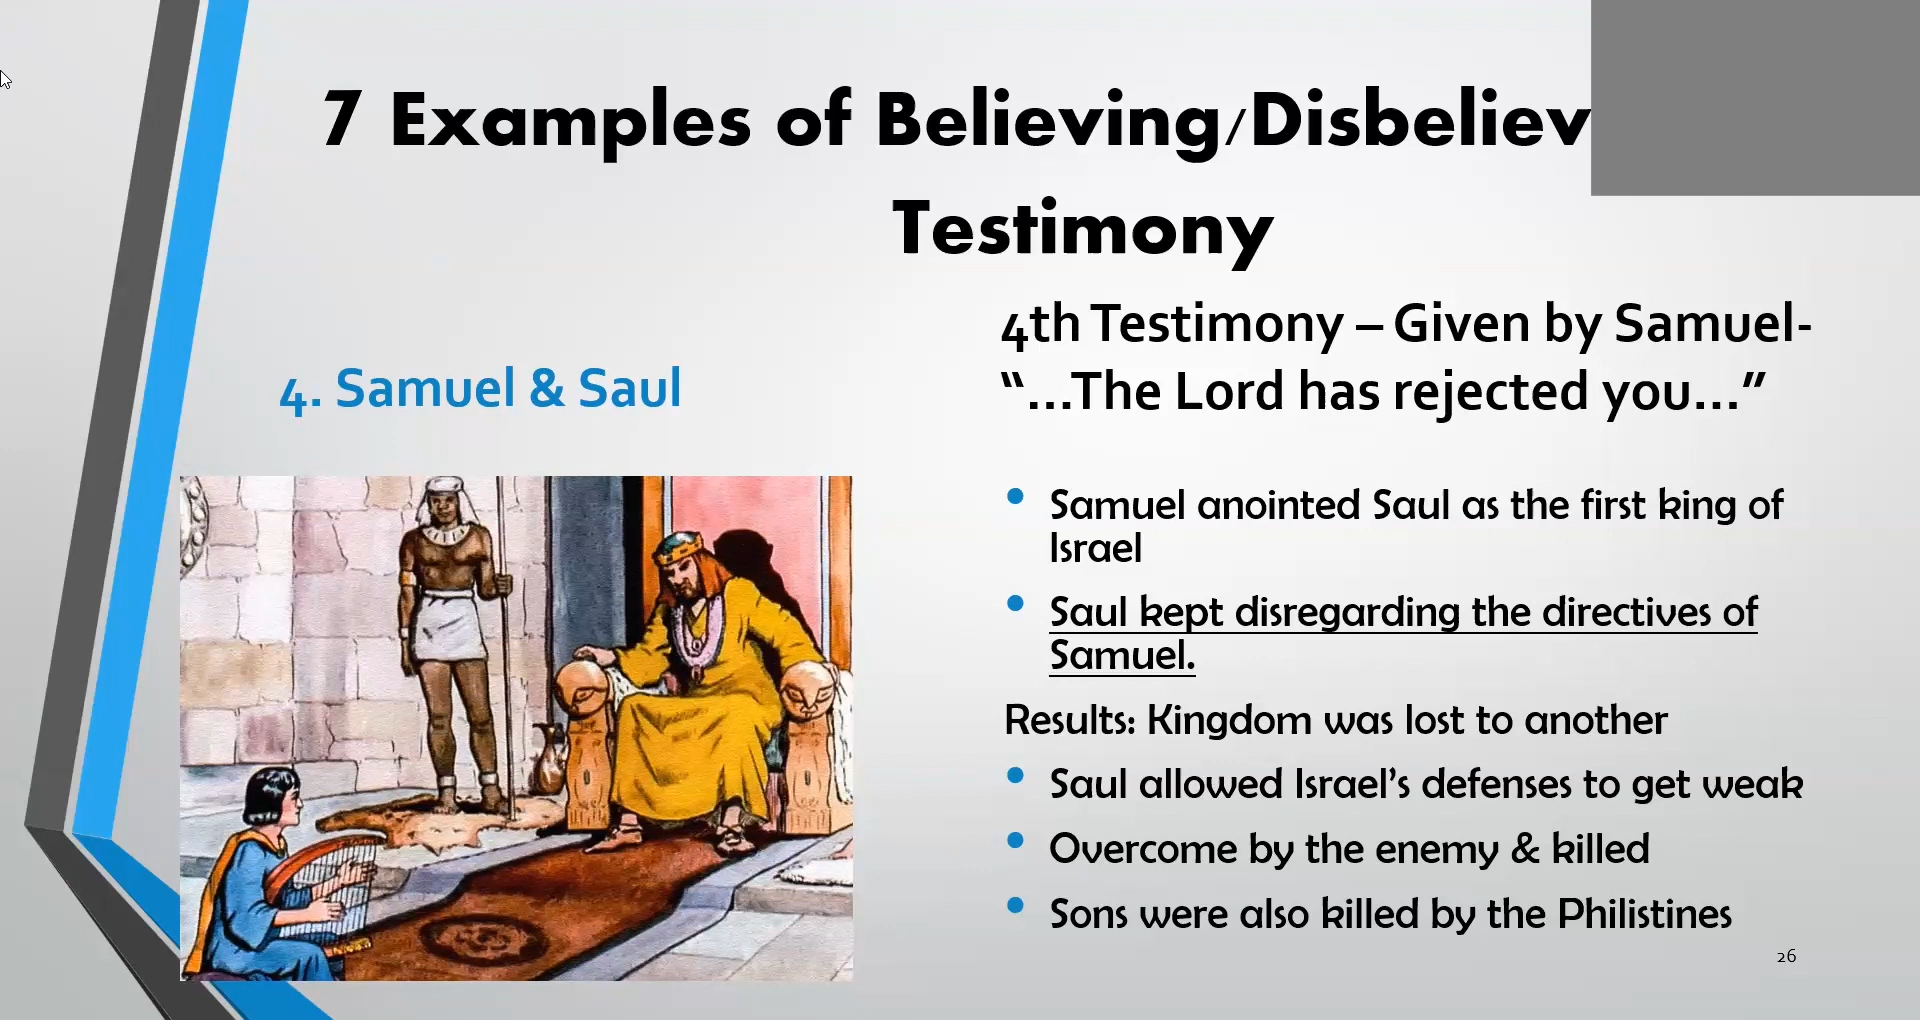 7 Examples of Believing/Disbeliev
Testimony
4. Samuel & Saul
4th Testimony – Given by Samuel-
“…The Lord has rejected you…”
• Samuel anointed Saul as the first king of
Israel
• Saul kept disregarding the directives of
Samuel.
Results: Kingdom was lost to another
• Saul allowed Israel’s defenses to get weak
• Overcome by the enemy & killed
• Sons were also killed by the Philistines
26